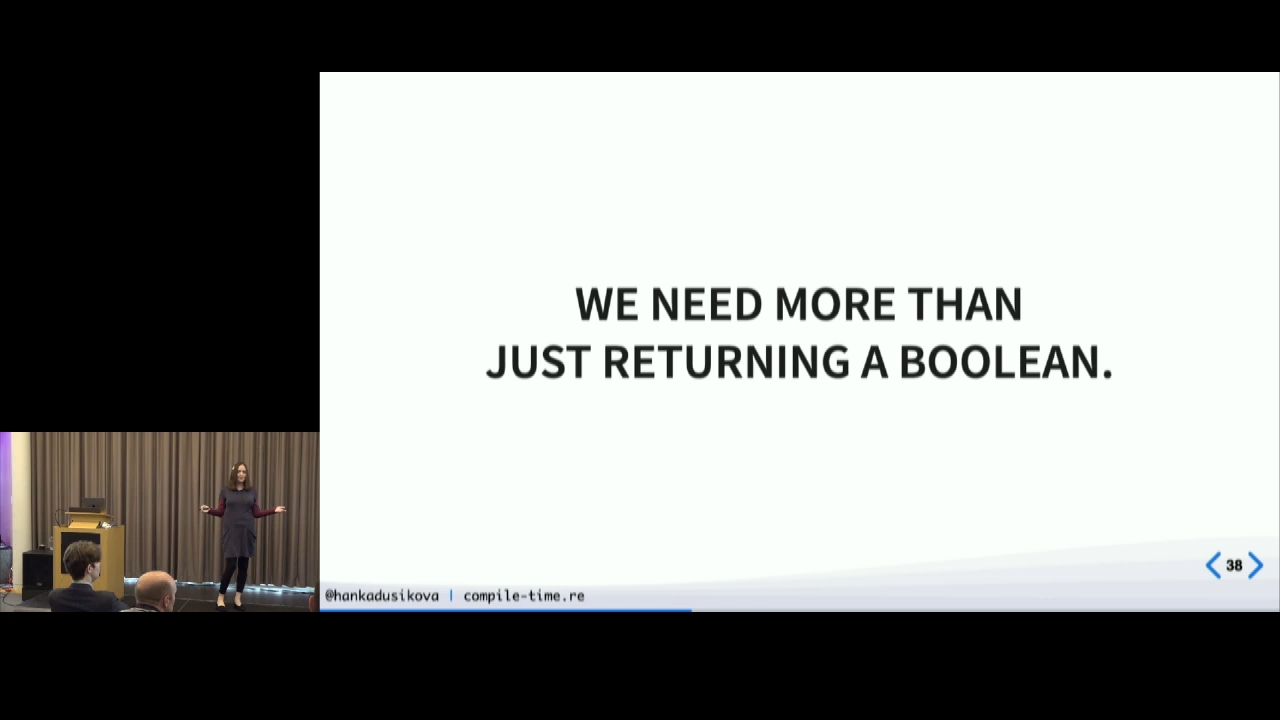 WE NEED MORE THAN
JUST RETURNING A BOOLEAN.
38
@hankadusikova | compile-time.re